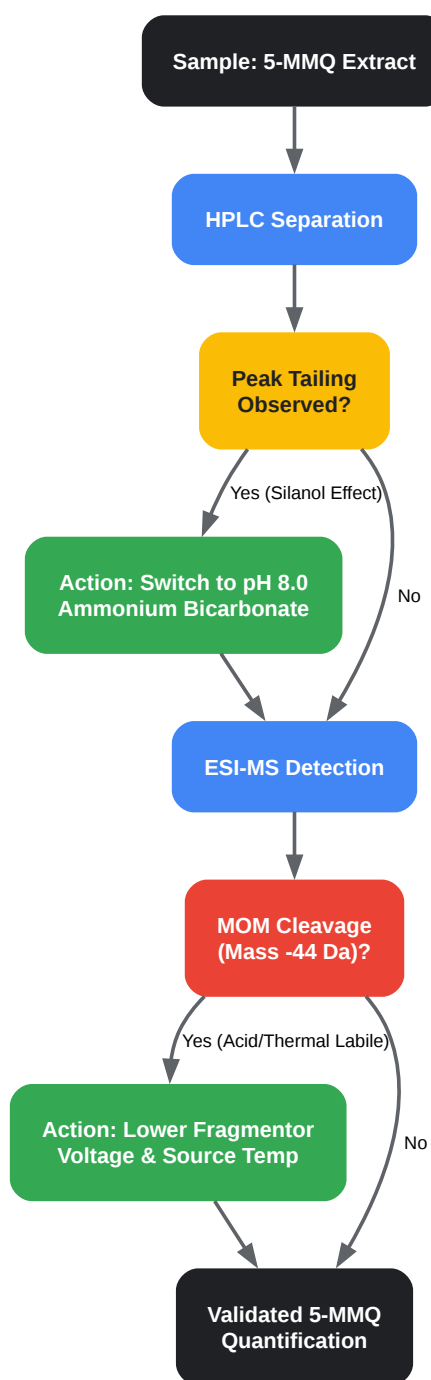 Sample: 5-MMQ Extract
HPLC Separation
Peak Tailing
Observed?
Yes (Silanol Effect)
Action: Switch to pH 8.0
Ammonium Bicarbonate
No
ESI-MS Detection
MOM Cleavage
(Mass -44 Da)?
Yes (Acid/Thermal Labile)
Action: Lower Fragmentor
Voltage & Source Temp
No
Validated 5-MMQ
Quantification